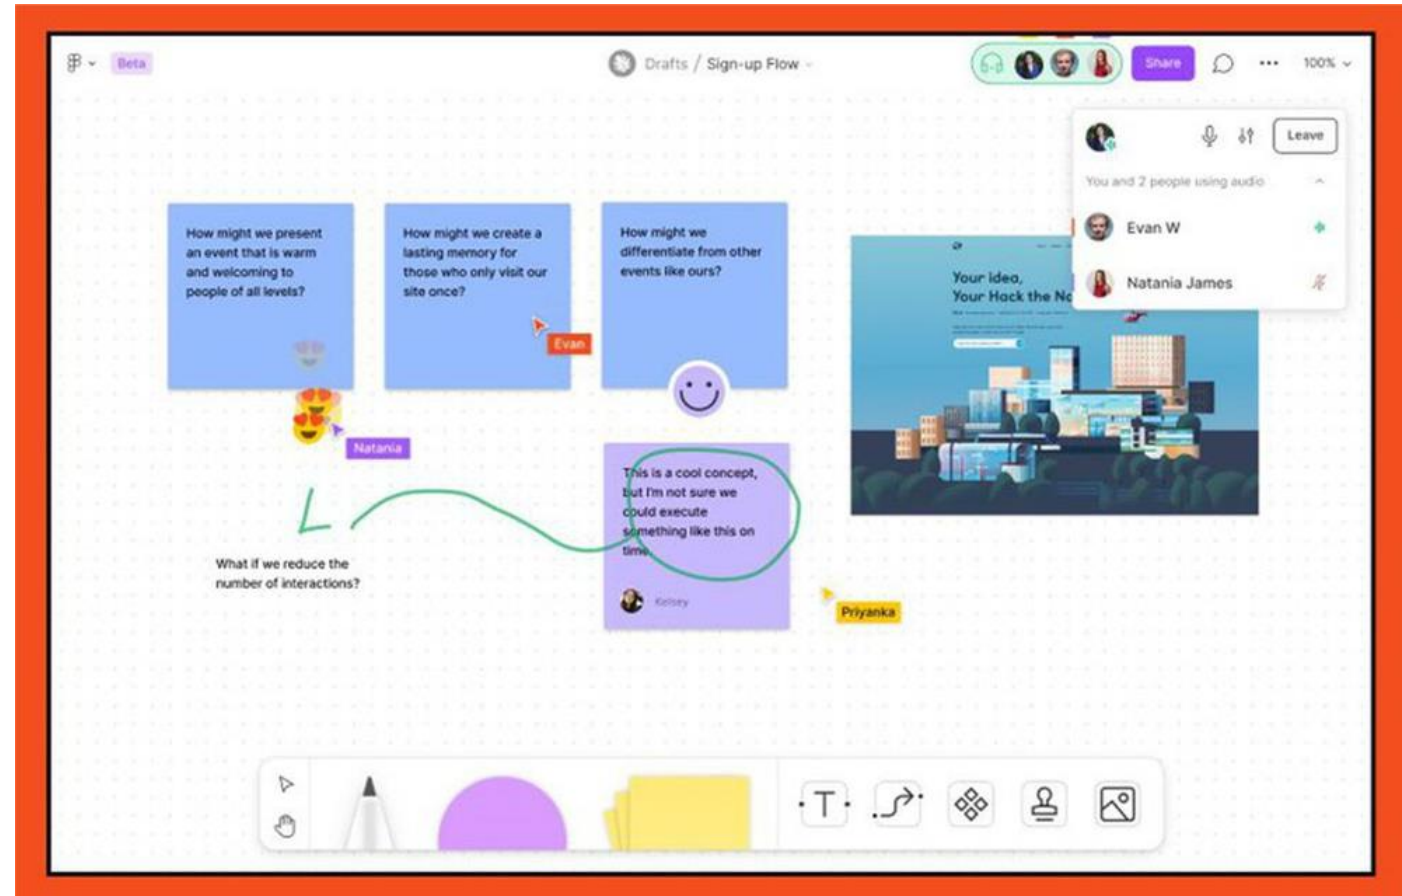 Beta
Drafts / Sign-up Flow
Share
100%
Leave
You and 2 people using audio
Evan W
Natania James
How might we present
an event that is warm
and welcoming to
people of all levels?
How might we create a
lasting memory for
those who only visit our
site once?
Evan
How might we
differentiate from other
events like ours?
Your idea,
Your Hack the
Natania
This is a cool concept,
but I'm not sure we
could execute
something like this on
time.
Kelsey
What if we reduce the
number of interactions?
Priyanka
T